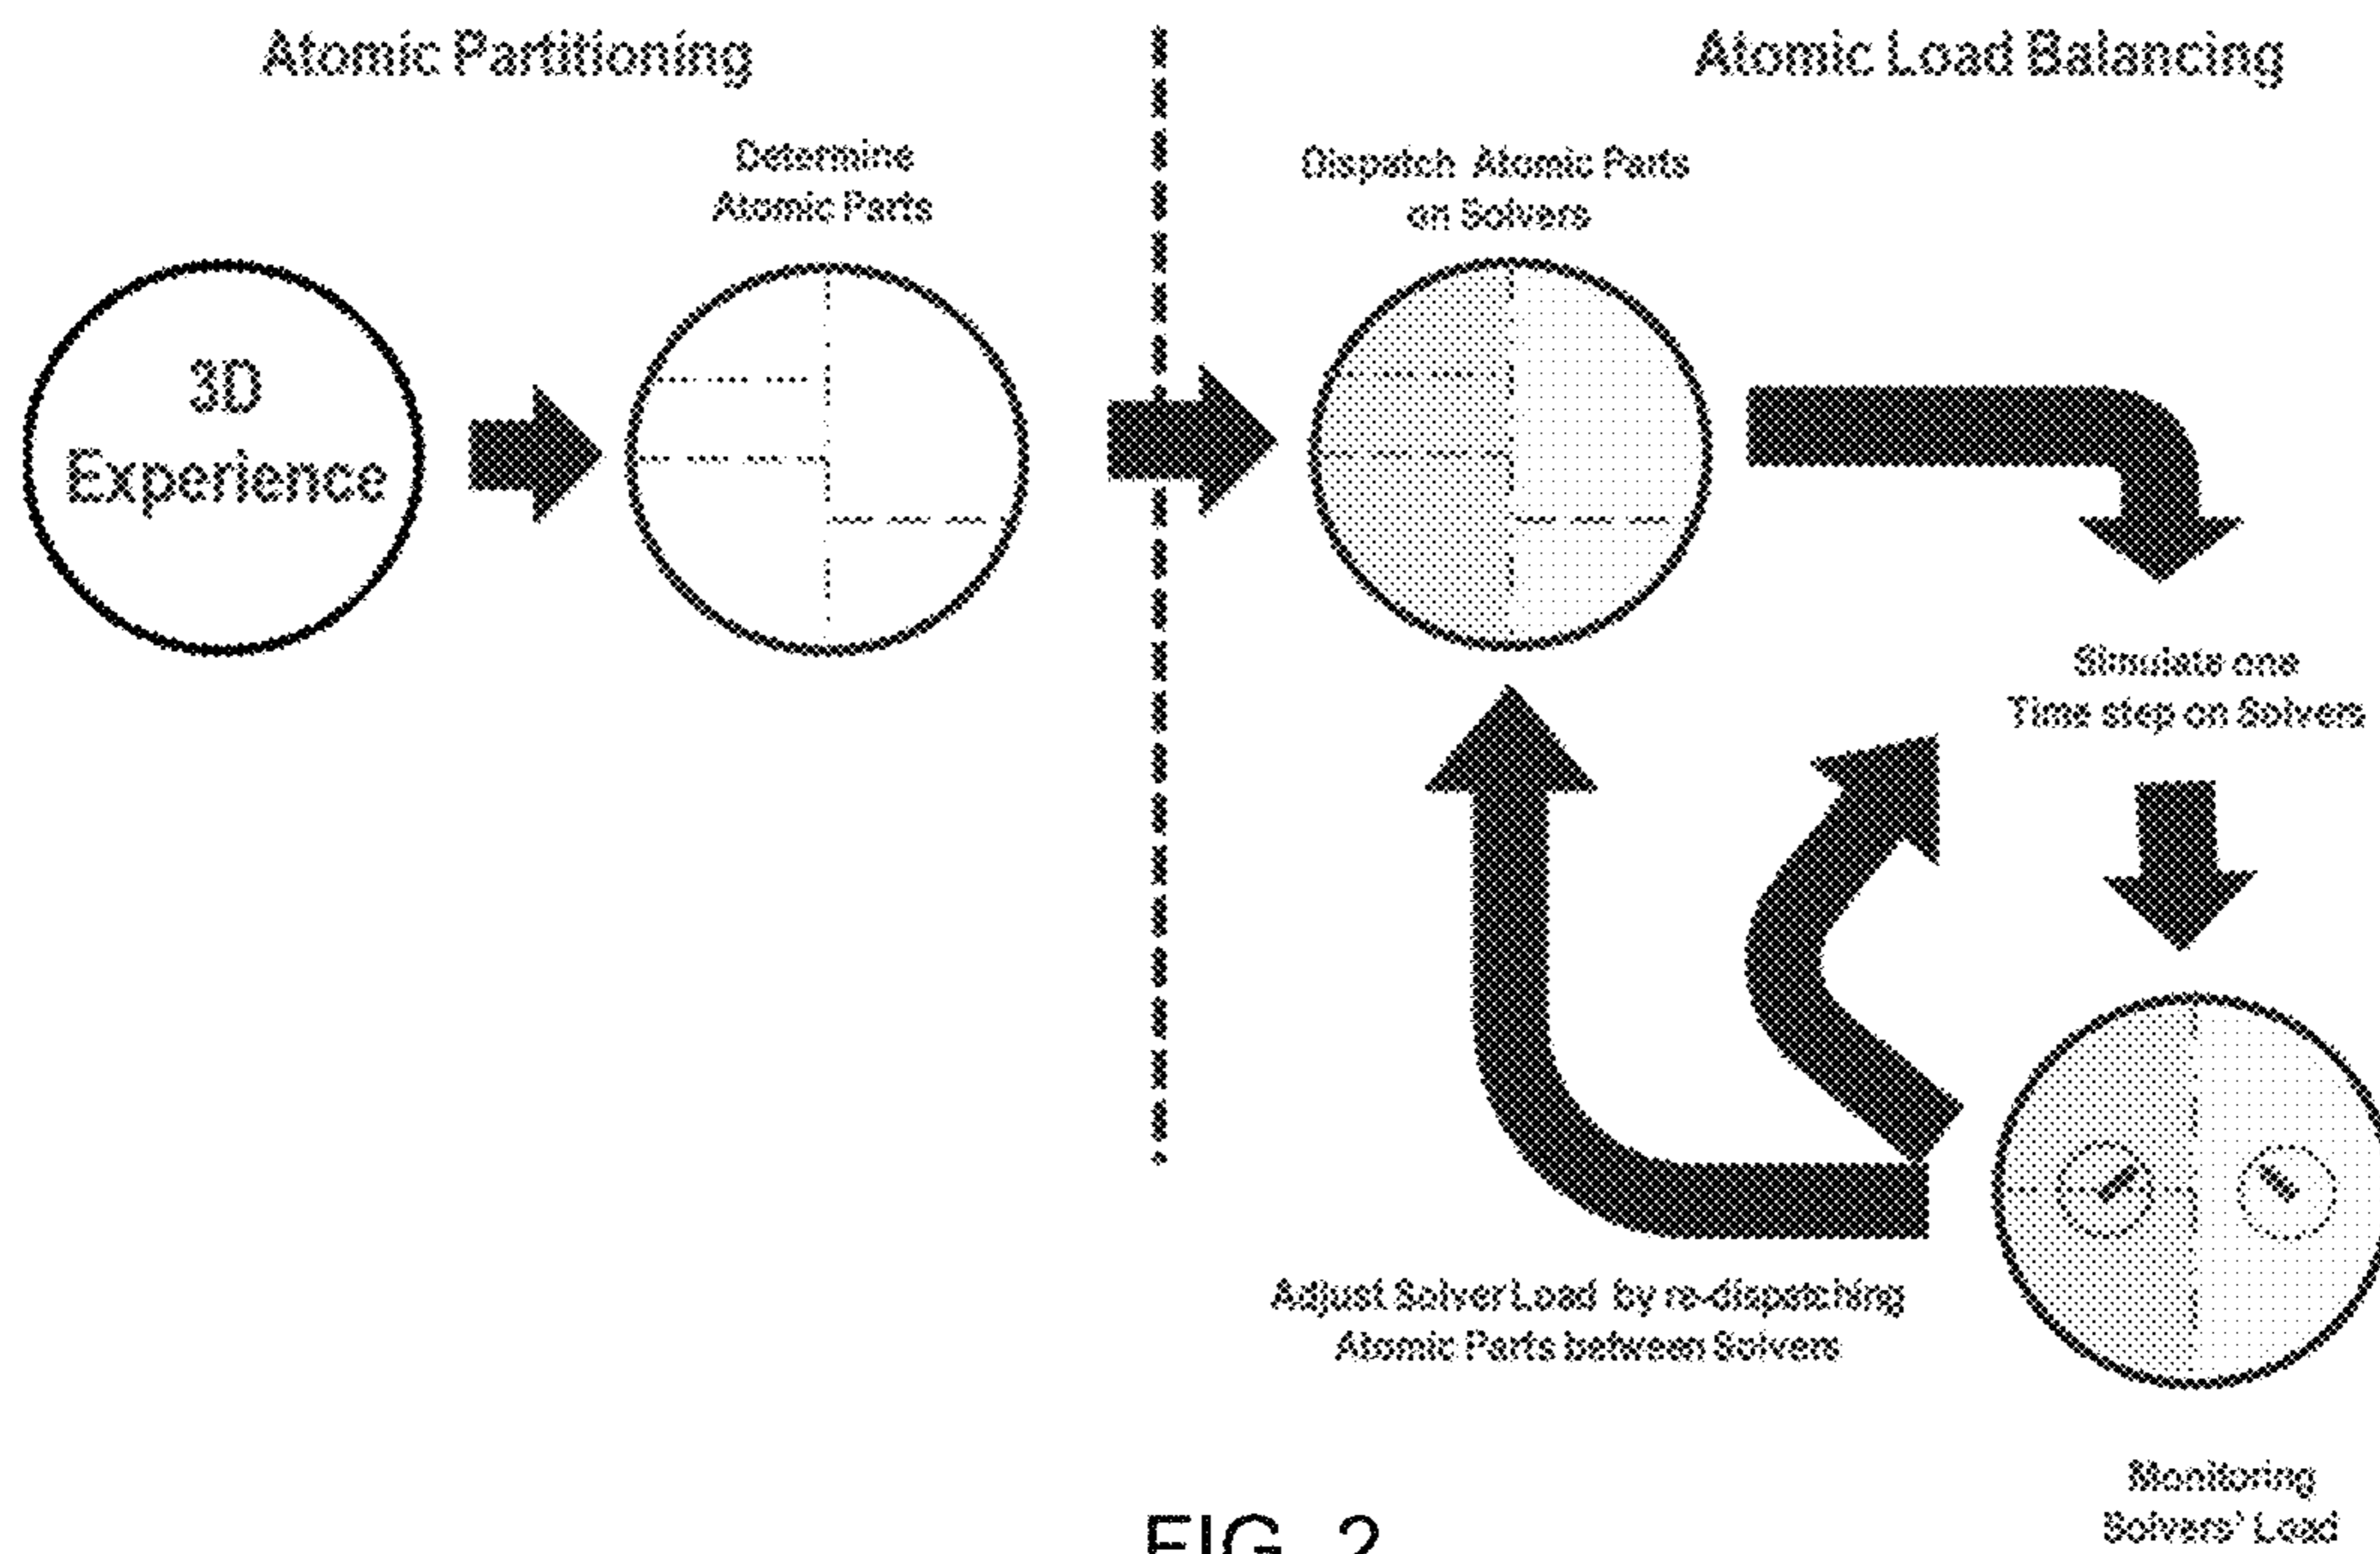 Atomic Partitioning
Atomic Load Balancing
Determine
Atomic Parts
Dispatch Atomic Parts
on Solvers
3D
Experience
Simulate one
Time step on Solvers
Adjust Solver Load by re-dispatching
Atomic Parts between Solvers
Monitoring
Solvers' Load
FIG. 2